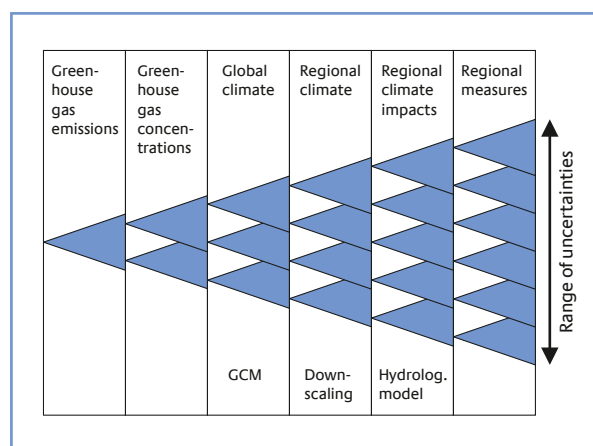 Green-
house
gas
emissions
Green-
house
gas
concen-
trations
Global
climate
Regional
climate
Regional
climate
impacts
Regional
measures
Range of uncertainties
GCM
Down-
scaling
Hydrolog.
model